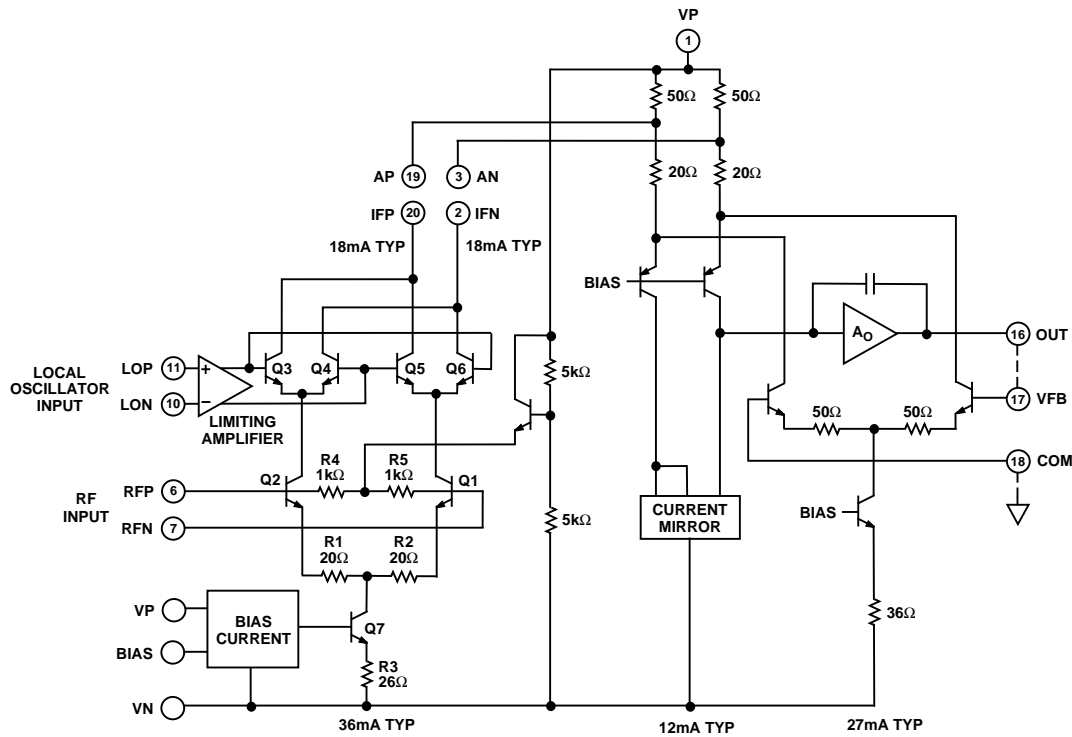 VP
1
50Ω
50Ω
AP 19
3 AN
20Ω
20Ω
IFP 20
2 IFN
18mA TYP
18mA TYP
BIAS
AO
16 OUT
LOCAL
OSCILLATOR
INPUT
LOP 11
LON 10
+
–
LIMITING
AMPLIFIER
Q3
Q4
Q5
Q6
5kΩ
17 VFB
50Ω
50Ω
18 COM
RF
INPUT
RFP 6
RFN 7
Q2
R4
1kΩ
R5
1kΩ
Q1
5kΩ
CURRENT
MIRROR
BIAS
R1
20Ω
R2
20Ω
36Ω
VP
BIAS
BIAS
CURRENT
Q7
R3
26Ω
VN
36mA TYP
12mA TYP
27mA TYP